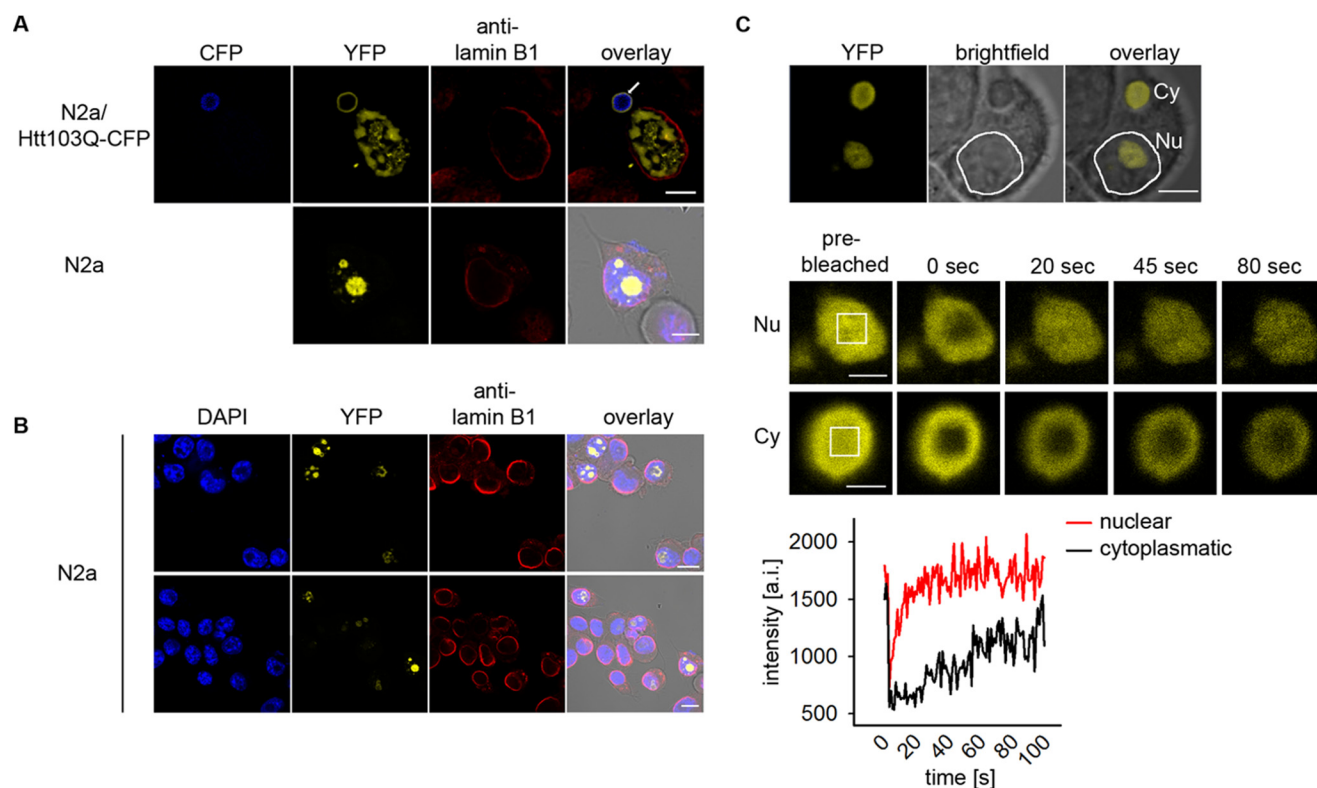 A
CFP
YFP
anti-
lamin B1
overlay
N2a/
Htt103Q-CFP
N2a
B
DAPI
YFP
anti-
lamin B1
overlay
N2a
C
YFP
brightfield
overlay
Cy
Nu
pre-
bleached
0 sec
20 sec
45 sec
80 sec
Nu
Cy
nuclear
cytoplasmatic
intensity [a.i.]
2000
1500
1000
500
0
20
40
60
80
100
time [s]